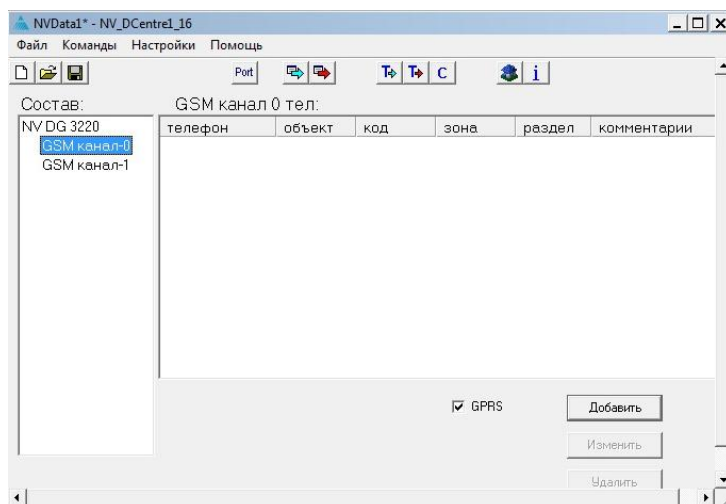 NVData1* - NV_DCentre1_16
Файл Команды Настройки Помощь
Port T T C i
Состав: GSM канал 0 тел:
NV DG 3220 телефон объект код зона раздел комментарии
GSM канал-0
GSM канал-1
GPRS Добавить
Изменить
Удалить